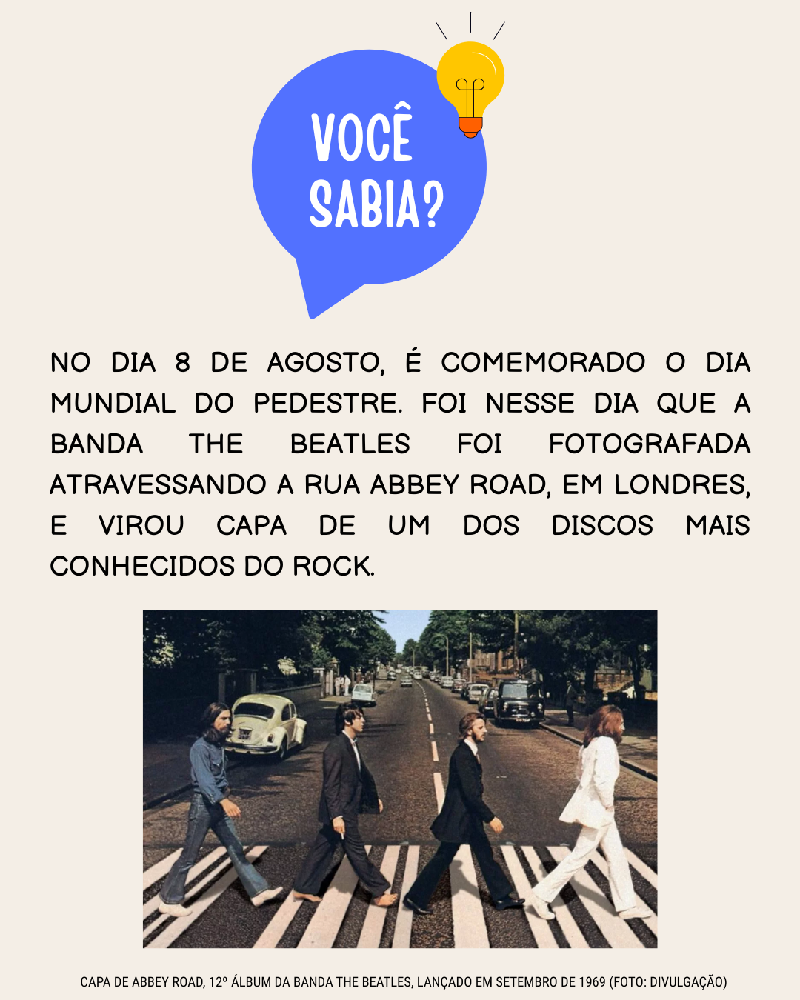 VOCÊ
SABIA?
NO DIA 8 DE AGOSTO, É COMEMORADO O DIA
MUNDIAL DO PEDESTRE. FOI NESSE DIA QUE A
BANDA THE BEATLES FOI FOTOGRAFADA
ATRAVESSANDO A RUA ABBEY ROAD, EM LONDRES,
E VIROU CAPA DE UM DOS DISCOS MAIS
CONHECIDOS DO ROCK.
CAPA DE ABBEY ROAD, 12º ÁLBUM DA BANDA THE BEATLES, LANÇADO EM SETEMBRO DE 1969 (FOTO: DIVULGAÇÃO)